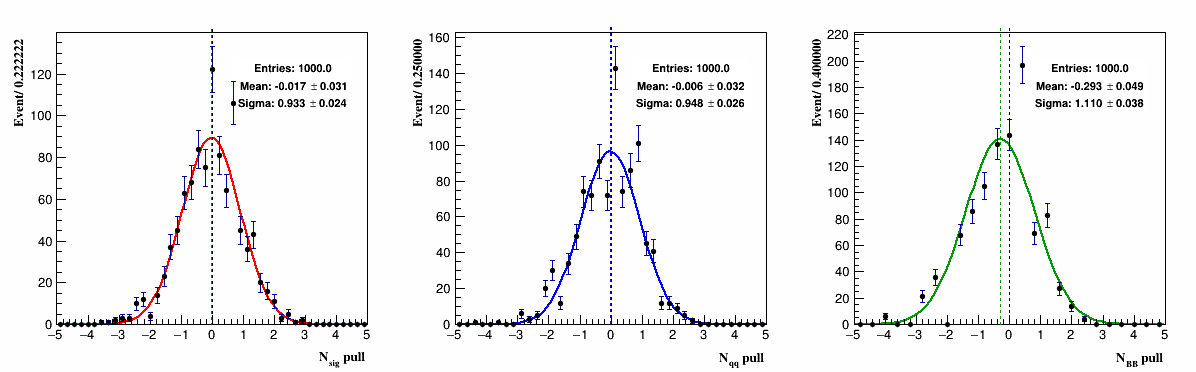 Event/ 0.222222
120
100
80
60
40
20
0
Entries: 1000.0
Mean: -0.017 ± 0.031
Sigma: 0.933 ± 0.024
−5 −4 −3 −2 −1 0 1 2 3 4 5
N_sig pull
Event/ 0.250000
160
140
120
100
80
60
40
20
0
Entries: 1000.0
Mean: -0.006 ± 0.032
Sigma: 0.948 ± 0.026
−5 −4 −3 −2 −1 0 1 2 3 4 5
N_qq pull
Event/ 0.400000
220
200
180
160
140
120
100
80
60
40
20
0
Entries: 1000.0
Mean: -0.293 ± 0.049
Sigma: 1.110 ± 0.038
−5 −4 −3 −2 −1 0 1 2 3 4 5
N_BB pull